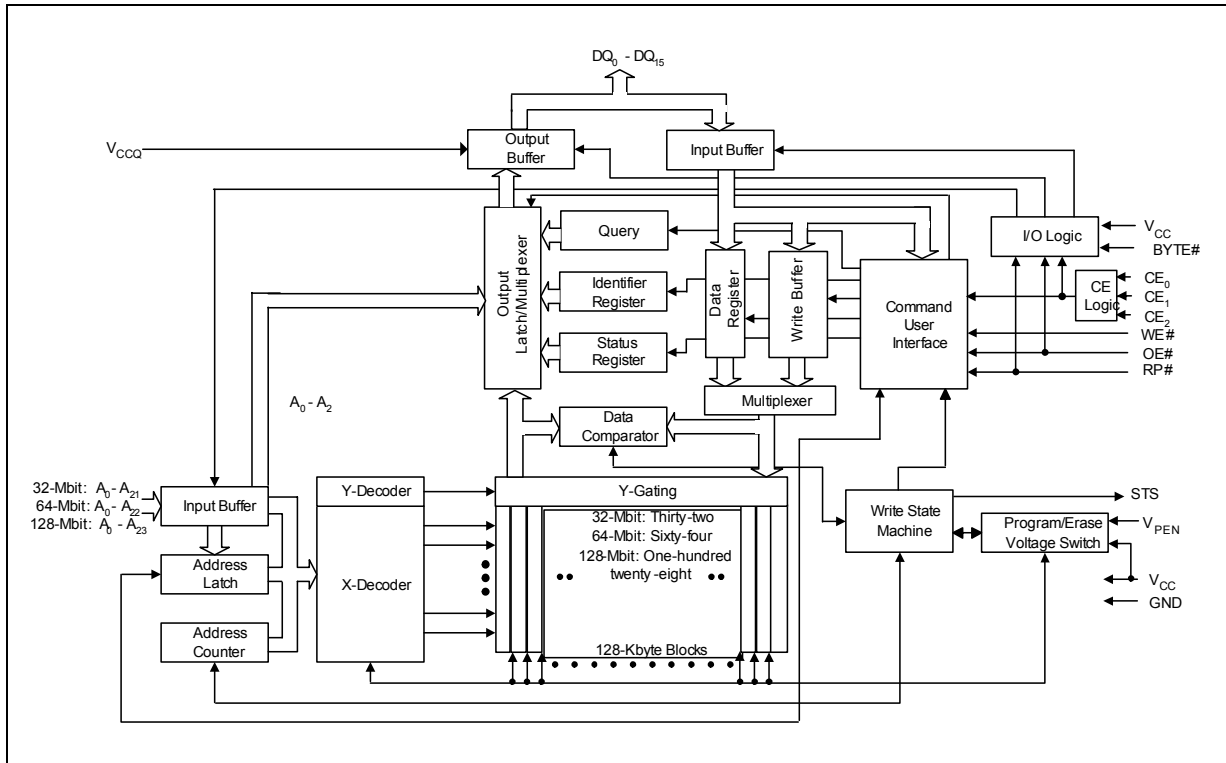 DQ0 - DQ15
VCCQ
Output
Buffer
Input Buffer
Output
Latch/Multiplexer
Query
Identifier
Register
Status
Register
Data
Register
Write Buffer
Command
User
Interface
I/O Logic
VCC
BYTE#
CE
Logic
CE0
CE1
CE2
WE#
OE#
RP#
A0 - A2
Multiplexer
Data
Comparator
32-Mbit: A0 - A21
64-Mbit: A0 - A22
128-Mbit: A0 - A23
Input Buffer
Address
Latch
Address
Counter
Y-Decoder
X-Decoder
Y-Gating
32-Mbit: Thirty-two
64-Mbit: Sixty-four
128-Mbit: One-hundred
twenty-eight
128-Kbyte Blocks
Write State
Machine
Program/Erase
Voltage Switch
STS
VPEN
VCC
GND